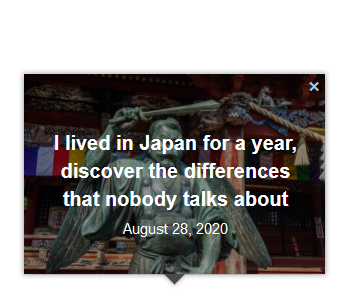 I lived in Japan for a year,
discover the differences
that nobody talks about
August 28, 2020